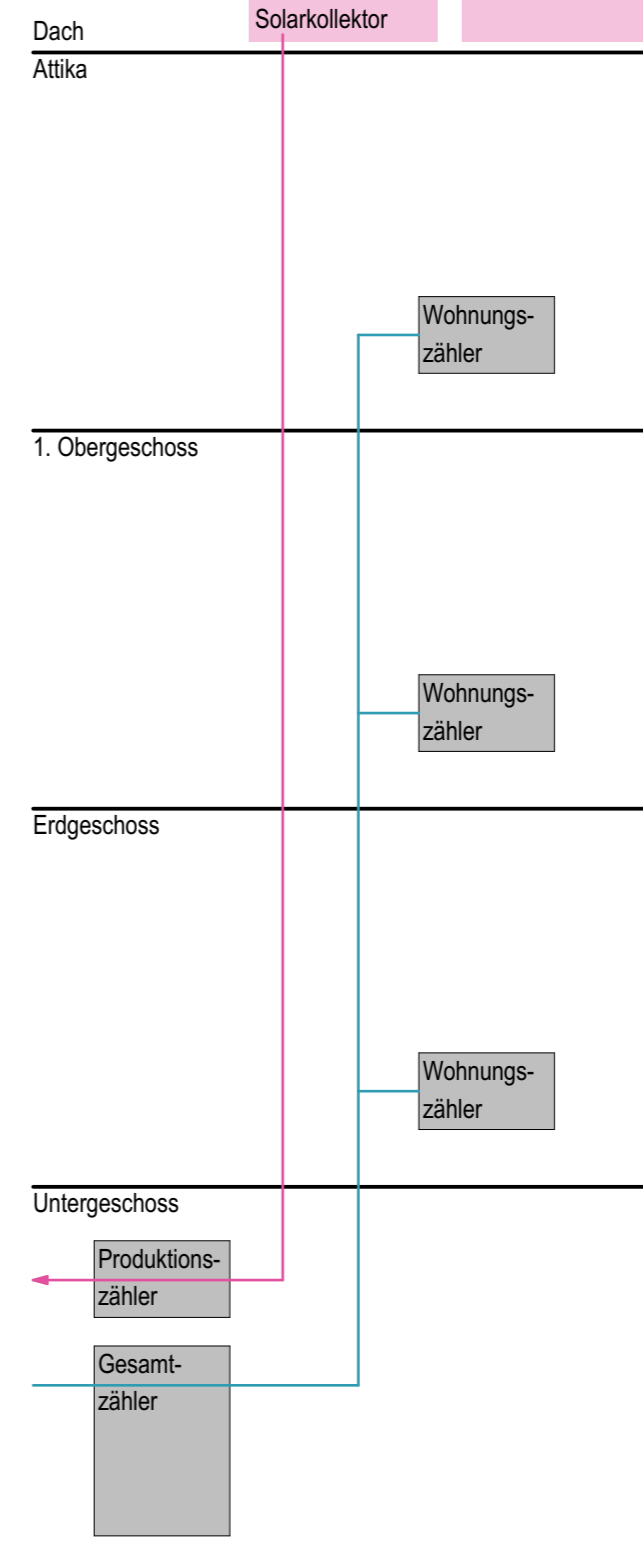 Dach
Solarkollektor
Attika
Wohnungs-
zähler
1. Obergeschoss
Wohnungs-
zähler
Erdgeschoss
Wohnungs-
zähler
Untergeschoss
Produktions-
zähler
Gesamt-
zähler